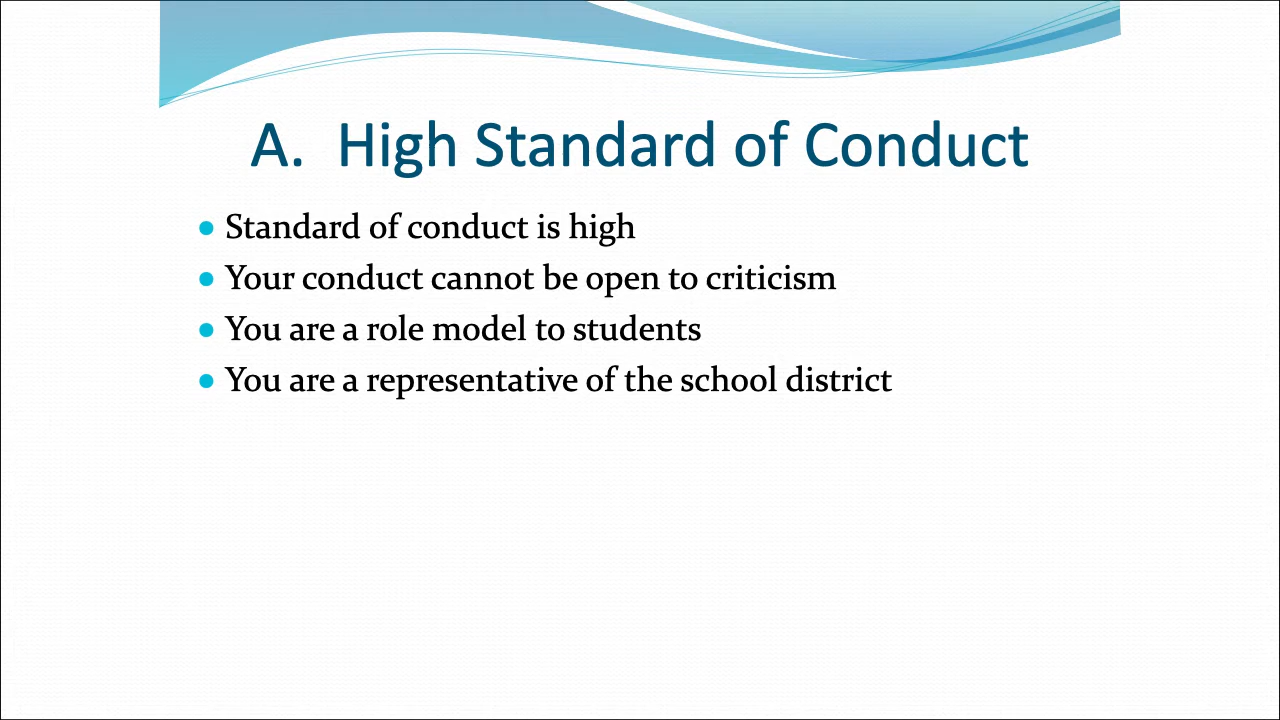 A. High Standard of Conduct
• Standard of conduct is high
• Your conduct cannot be open to criticism
• You are a role model to students
• You are a representative of the school district